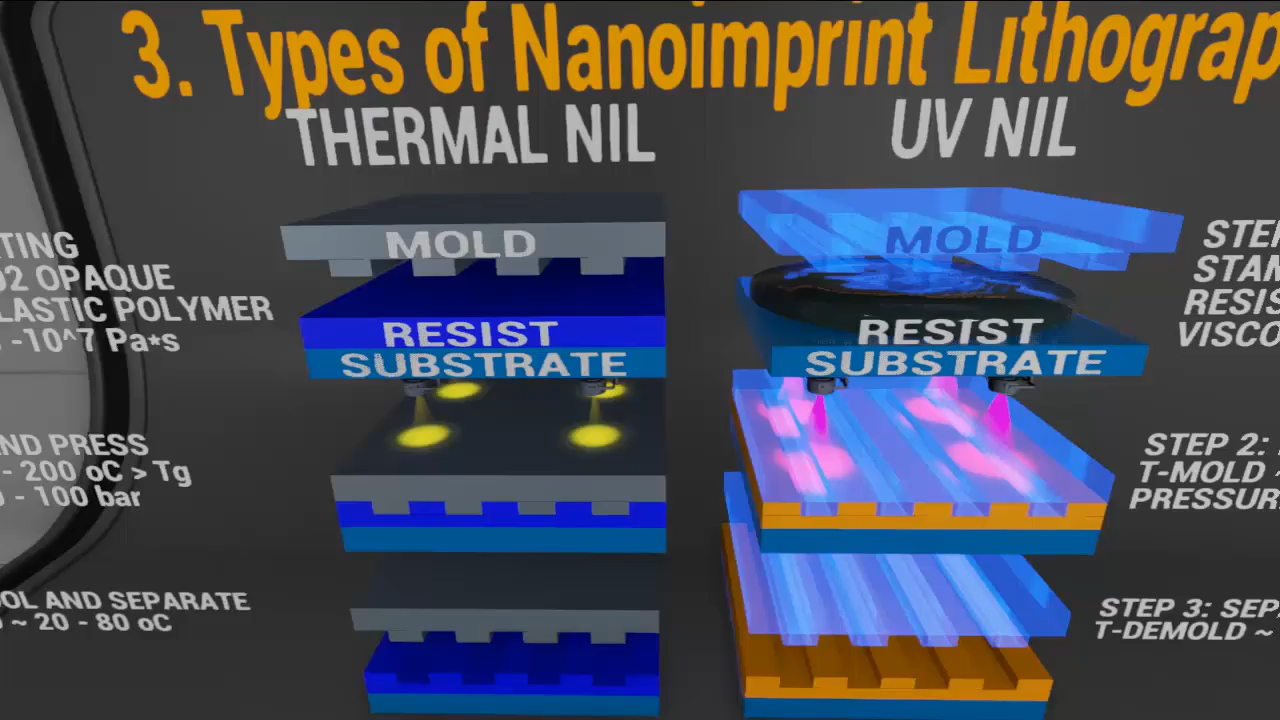 3. Types of Nanoimprint Lithograp
THERMAL NIL
UV NIL
TING
02 OPAQUE
LASTIC POLYMER
-10^7 Pa*s
MOLD
RESIST
SUBSTRATE
MOLD
RESIST
SUBSTRATE
STE
STAM
RESIS
VISCO
ND PRESS
- 200 oC > Tg
0 - 100 bar
STEP 2:
T-MOLD ~
PRESSUR
OOL AND SEPARATE
~ 20 - 80 oC
STEP 3: SEP
T-DEMOLD ~